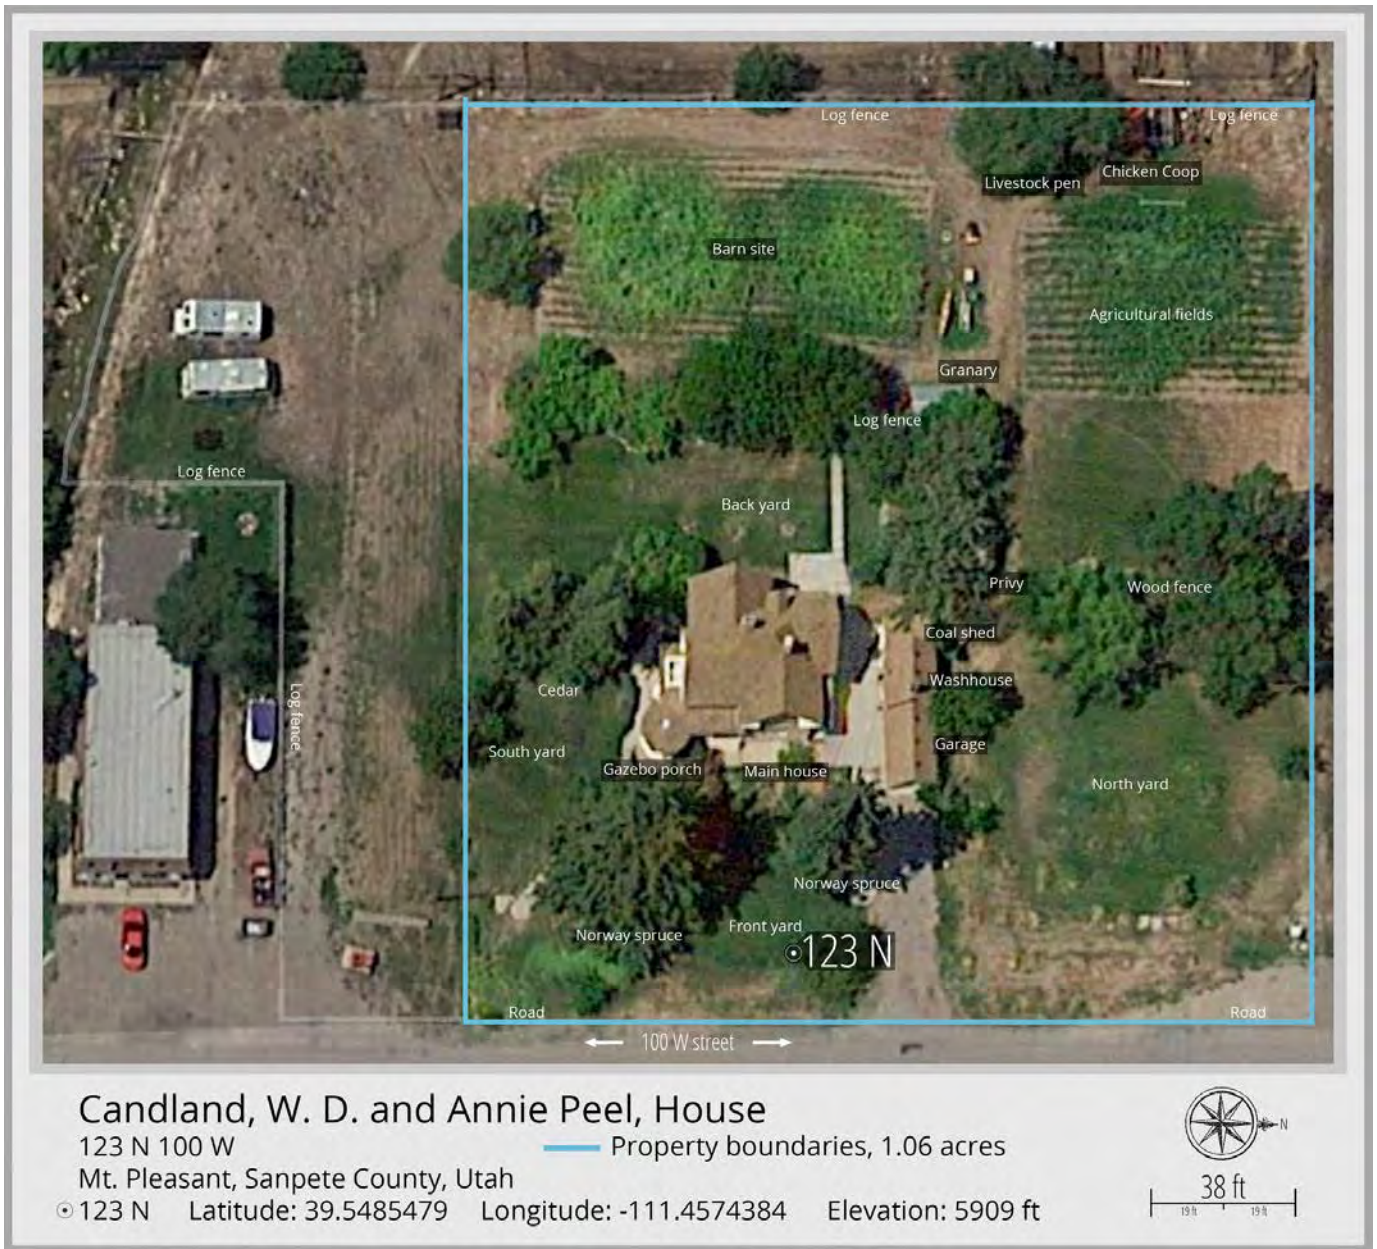 Log fence
Log fence
Chicken Coop
Livestock pen
Barn site
Agricultural fields
Granary
Log fence
Log fence
Back yard
Privy
Wood fence
Coal shed
Washhouse
Cedar
Log fence
Garage
South yard
Gazebo porch
Main house
North yard
Norway spruce
Front yard
Norway spruce
123 N
Road
Road
100 W street
Candland, W. D. and Annie Peel, House
123 N 100 W
Property boundaries, 1.06 acres
Mt. Pleasant, Sanpete County, Utah
123 N Latitude: 39.5485479 Longitude: -111.4574384 Elevation: 5909 ft
N
38 ft
19 ft 19 ft